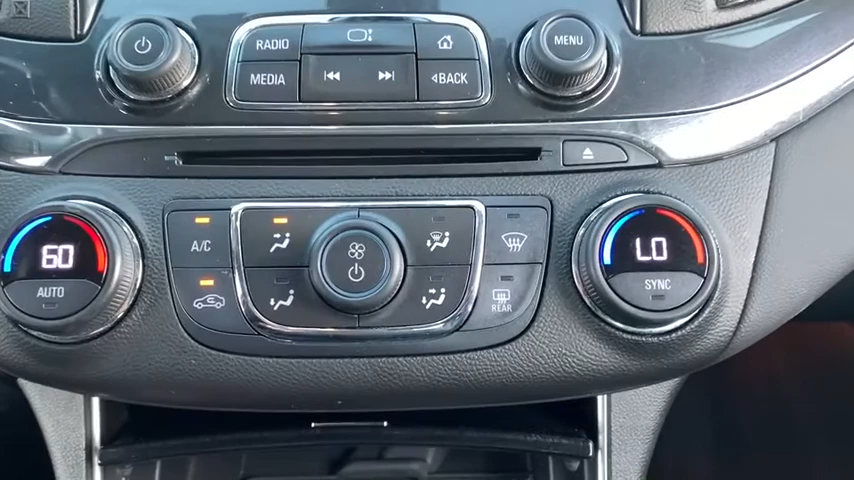 RADIO
MEDIA
BACK
MENU
60
AUTO
A/C
REAR
LO
SYNC